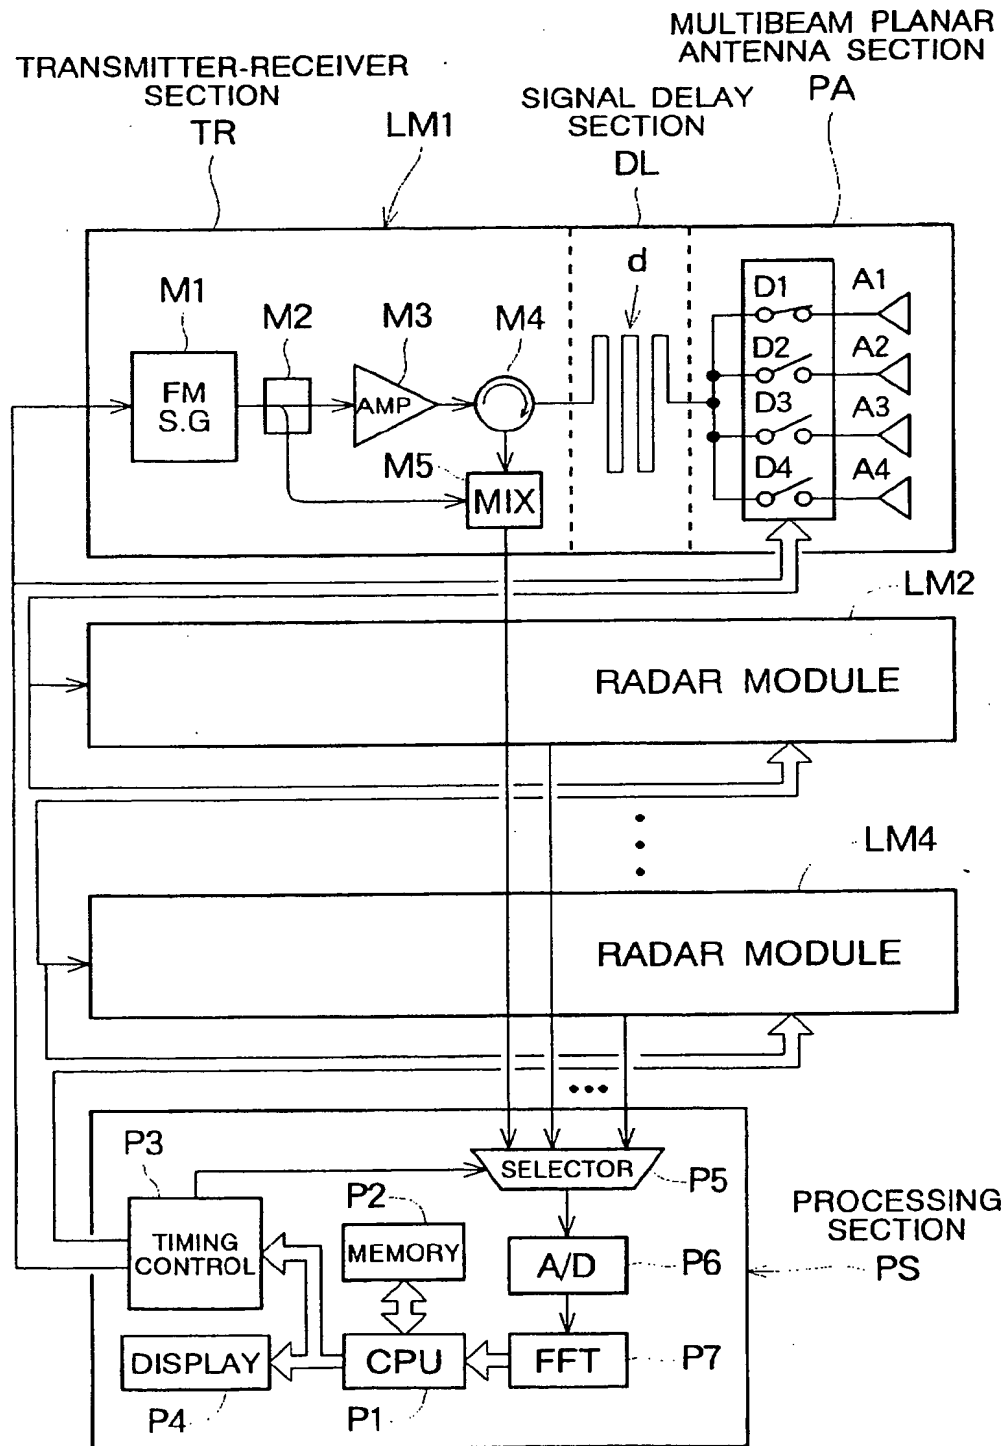 MULTIBEAM PLANAR
ANTENNA SECTION
PA
TRANSMITTER-RECEIVER
SECTION
TR
LM1
SIGNAL DELAY
SECTION
DL
d
M1
M2
M3
M4
D1
A1
D2
A2
D3
A3
D4
A4
FM
S.G
AMP
M5
MIX
LM2
RADAR MODULE
LM4
RADAR MODULE
P3
SELECTOR
P5
P2
TIMING
CONTROL
MEMORY
A/D
P6
PROCESSING
SECTION
PS
DISPLAY
CPU
FFT
P7
P4
P1